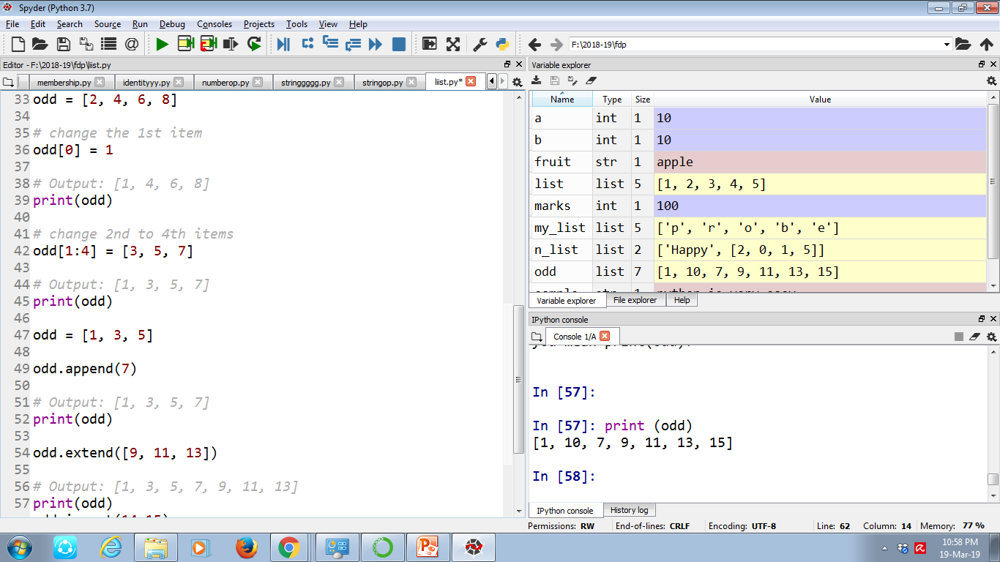 Spyder (Python 3.7)
File Edit Search Source Run Debug Consoles Projects Tools View Help
F:\2018-19\fdp
Editor - F:\2018-19\fdp\liist.py
membership.py identityyy.py numberop.py stringgggg.py stringop.py liist.py*
33 odd = [2, 4, 6, 8]
34
35 # change the 1st item
36 odd[0] = 1
37
38 # Output: [1, 4, 6, 8]
39 print(odd)
40
41 # change 2nd to 4th items
42 odd[1:4] = [3, 5, 7]
43
44 # Output: [1, 3, 5, 7]
45 print(odd)
46
47 odd = [1, 3, 5]
48
49 odd.append(7)
50
51 # Output: [1, 3, 5, 7]
52 print(odd)
53
54 odd.extend([9, 11, 13])
55
56 # Output: [1, 3, 5, 7, 9, 11, 13]
57 print(odd)
Variable explorer
Name Type Size Value
a int 1 10
b int 1 10
fruit str 1 apple
list list 5 [1, 2, 3, 4, 5]
marks int 1 100
my_list list 5 ['p', 'r', 'o', 'b', 'e']
n_list list 2 ['Happy', [2, 0, 1, 5]]
odd list 7 [1, 10, 7, 9, 11, 13, 15]
Variable explorer File explorer Help
IPython console
Console 1/A
In [57]:
In [57]: print (odd)
[1, 10, 7, 9, 11, 13, 15]
In [58]:
IPython console History log
Permissions: RW End-of-lines: CRLF Encoding: UTF-8 Line: 62 Column: 14 Memory: 77 %
10:58 PM
19-Mar-19